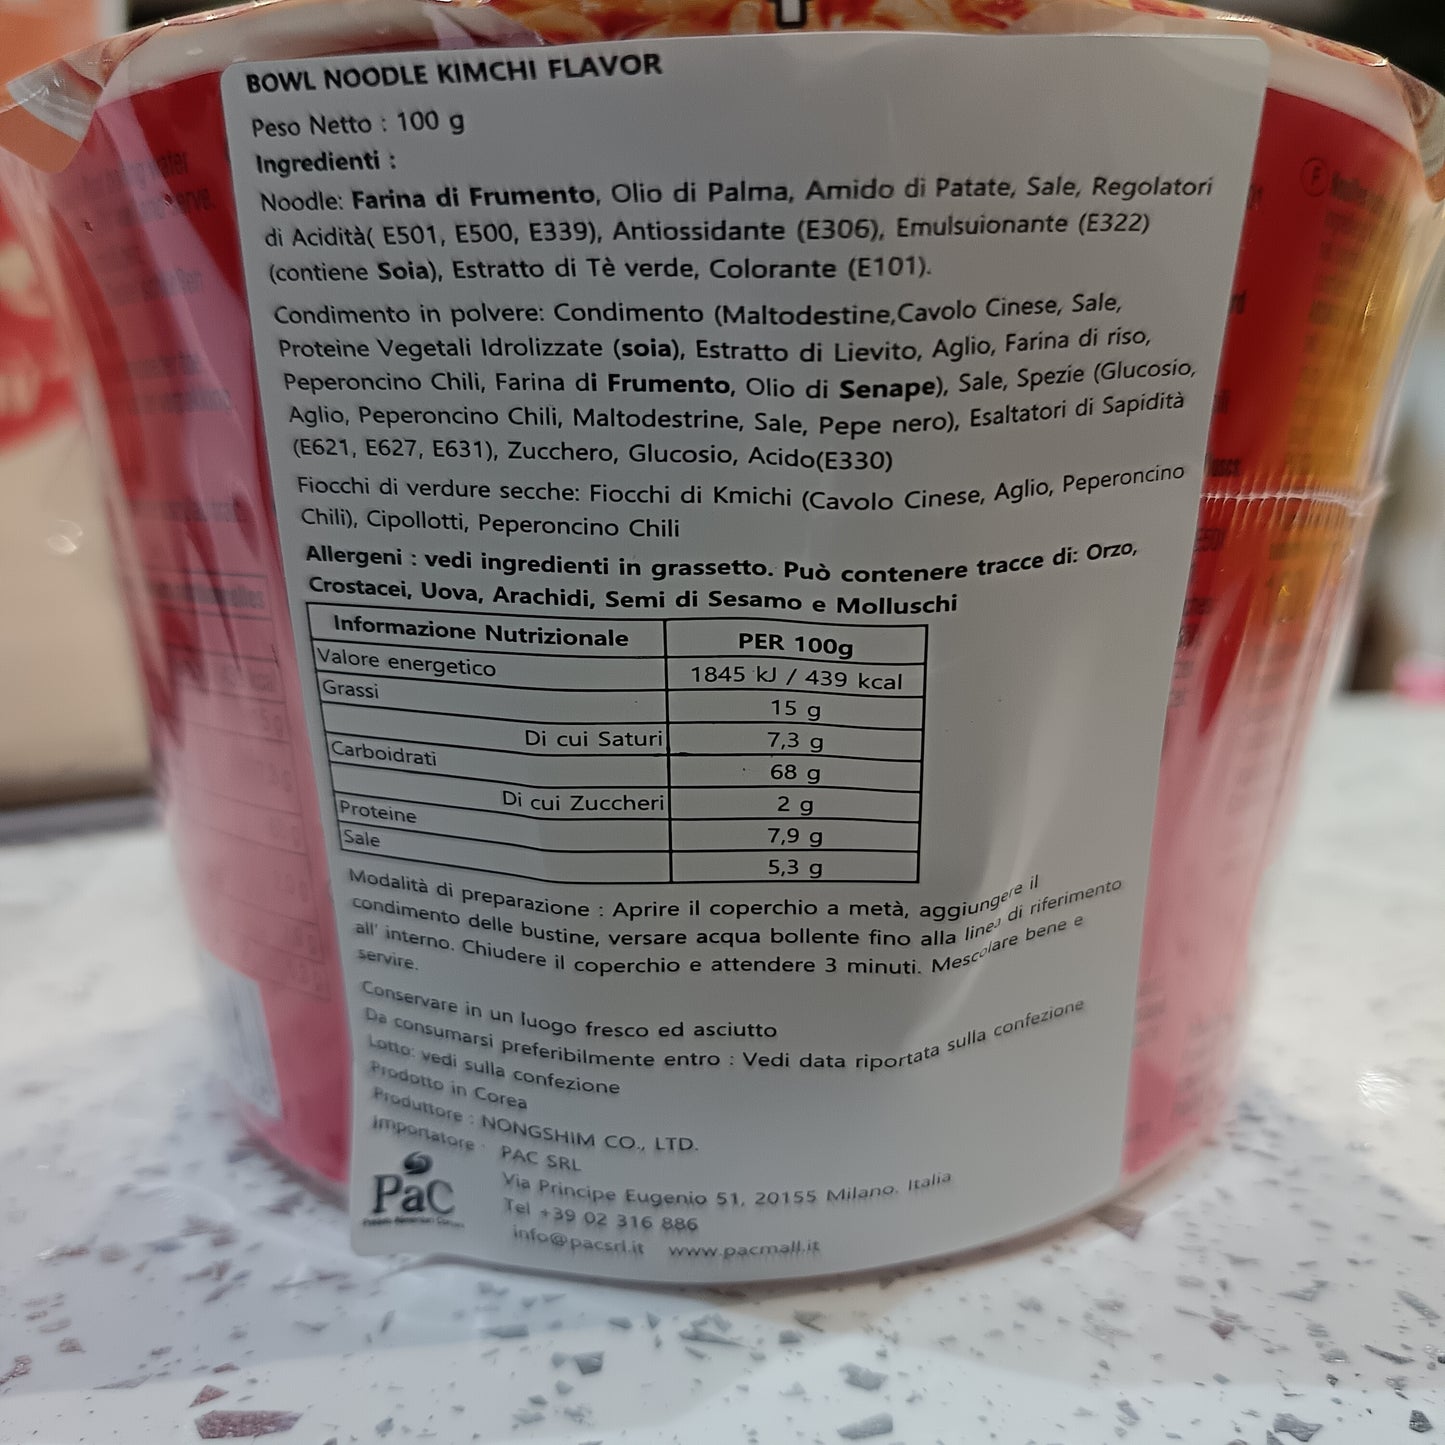 BOWL NOODLE KIMCHI FLAVOR
Peso Netto : 100 g
Ingredienti :
Noodle: Farina di Frumento, Olio di Palma, Amido di Patate, Sale, Regolatori
di Acidità( E501, E500, E339), Antiossidante (E306), Emulsuionante (E322)
(contiene Soia), Estratto di Tè verde, Colorante (E101).
Condimento in polvere: Condimento (Maltodestine,Cavolo Cinese, Sale,
Proteine Vegetali Idrolizzate (soia), Estratto di Lievito, Aglio, Farina di riso,
Peperoncino Chili, Farina di Frumento, Olio di Senape), Sale, Spezie (Glucosio,
Aglio, Peperoncino Chili, Maltodestrine, Sale, Pepe nero), Esaltatori di Sapidità
(E621, E627, E631), Zucchero, Glucosio, Acido(E330)
Fiocchi di verdure secche: Fiocchi di Kmichi (Cavolo Cinese, Aglio, Peperoncino
Chili), Cipollotti, Peperoncino Chili
Allergeni : vedi ingredienti in grassetto. Può contenere tracce di: Orzo,
Crostacei, Uova, Arachidi, Semi di Sesamo e Molluschi
Informazione Nutrizionale PER 100g
Valore energetico 1845 kJ / 439 kcal
Grassi 15 g
Di cui Saturi 7,3 g
Carboidrati 68 g
Di cui Zuccheri 2 g
Proteine 7,9 g
Sale 5,3 g
Modalità di preparazione : Aprire il coperchio a metà, aggiungere il
condimento delle bustine, versare acqua bollente fino alla linea di riferimento
all' interno. Chiudere il coperchio e attendere 3 minuti. Mescolare bene e
servire.
Conservare in un luogo fresco ed asciutto
Da consumarsi preferibilmente entro : Vedi data riportata sulla confezione
Lotto: vedi sulla confezione
Prodotto in Corea
Produttore : NONGSHIM CO., LTD.
Importatore : PAC SRL
Via Principe Eugenio 51, 20155 Milano. Italia
Tel +39 02 316 886
info@pacsrl.it www.pacmall.it
PaC